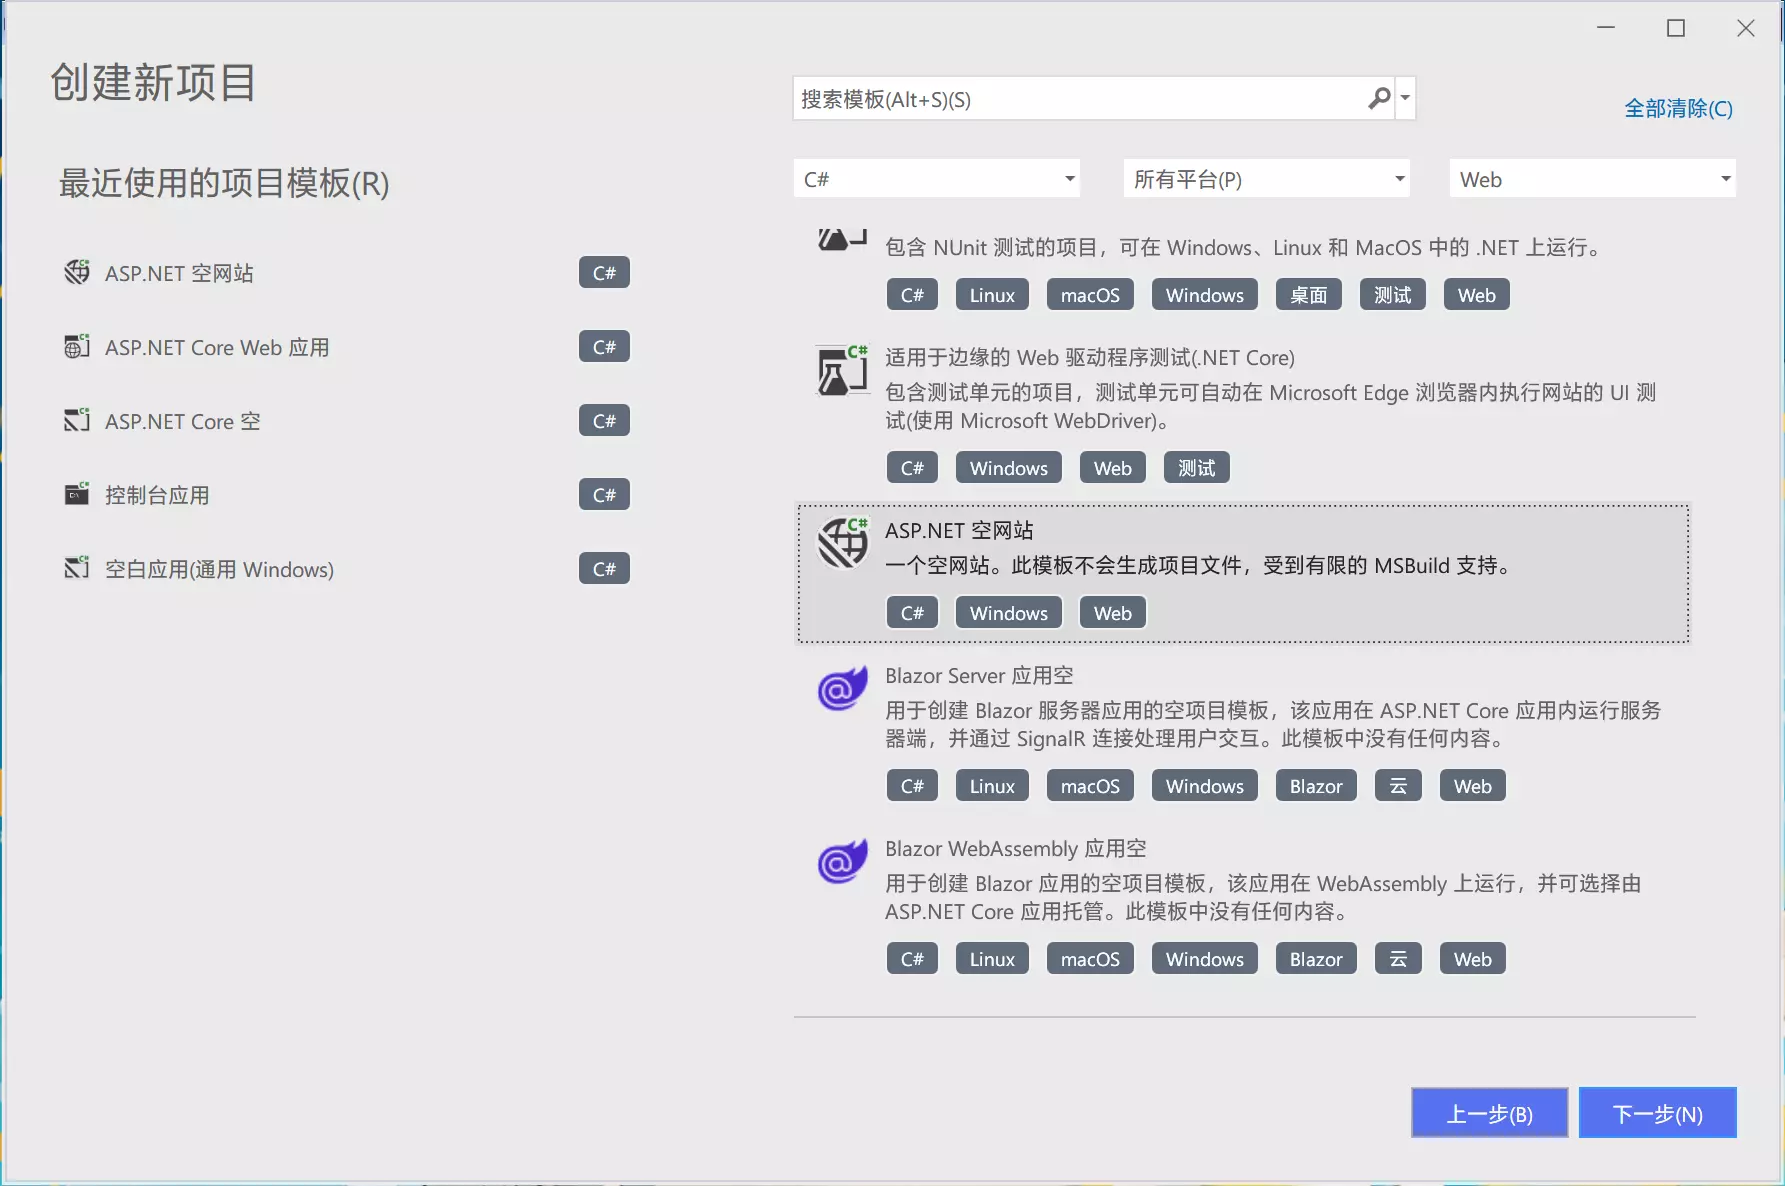 创建新项目
搜索模板(Alt+S)(S)
全部清除(C)
最近使用的项目模板(R)
C#
所有平台(P)
Web
ASP.NET 空网站
C#
ASP.NET Core Web 应用
C#
ASP.NET Core 空
C#
控制台应用
C#
空白应用(通用 Windows)
C#
包含 NUnit 测试的项目，可在 Windows、Linux 和 MacOS 中的 .NET 上运行。
C# Linux macOS Windows 桌面 测试 Web
适用于边缘的 Web 驱动程序测试(.NET Core)
包含测试单元的项目，测试单元可自动在 Microsoft Edge 浏览器内执行网站的 UI 测
试(使用 Microsoft WebDriver)。
C# Windows Web 测试
ASP.NET 空网站
一个空网站。此模板不会生成项目文件，受到有限的 MSBuild 支持。
C# Windows Web
Blazor Server 应用空
用于创建 Blazor 服务器应用的空项目模板，该应用在 ASP.NET Core 应用内运行服务
器端，并通过 SignalR 连接处理用户交互。此模板中没有任何内容。
C# Linux macOS Windows Blazor 云 Web
Blazor WebAssembly 应用空
用于创建 Blazor 应用的空项目模板，该应用在 WebAssembly 上运行，并可选择由
ASP.NET Core 应用托管。此模板中没有任何内容。
C# Linux macOS Windows Blazor 云 Web
上一步(B)
下一步(N)